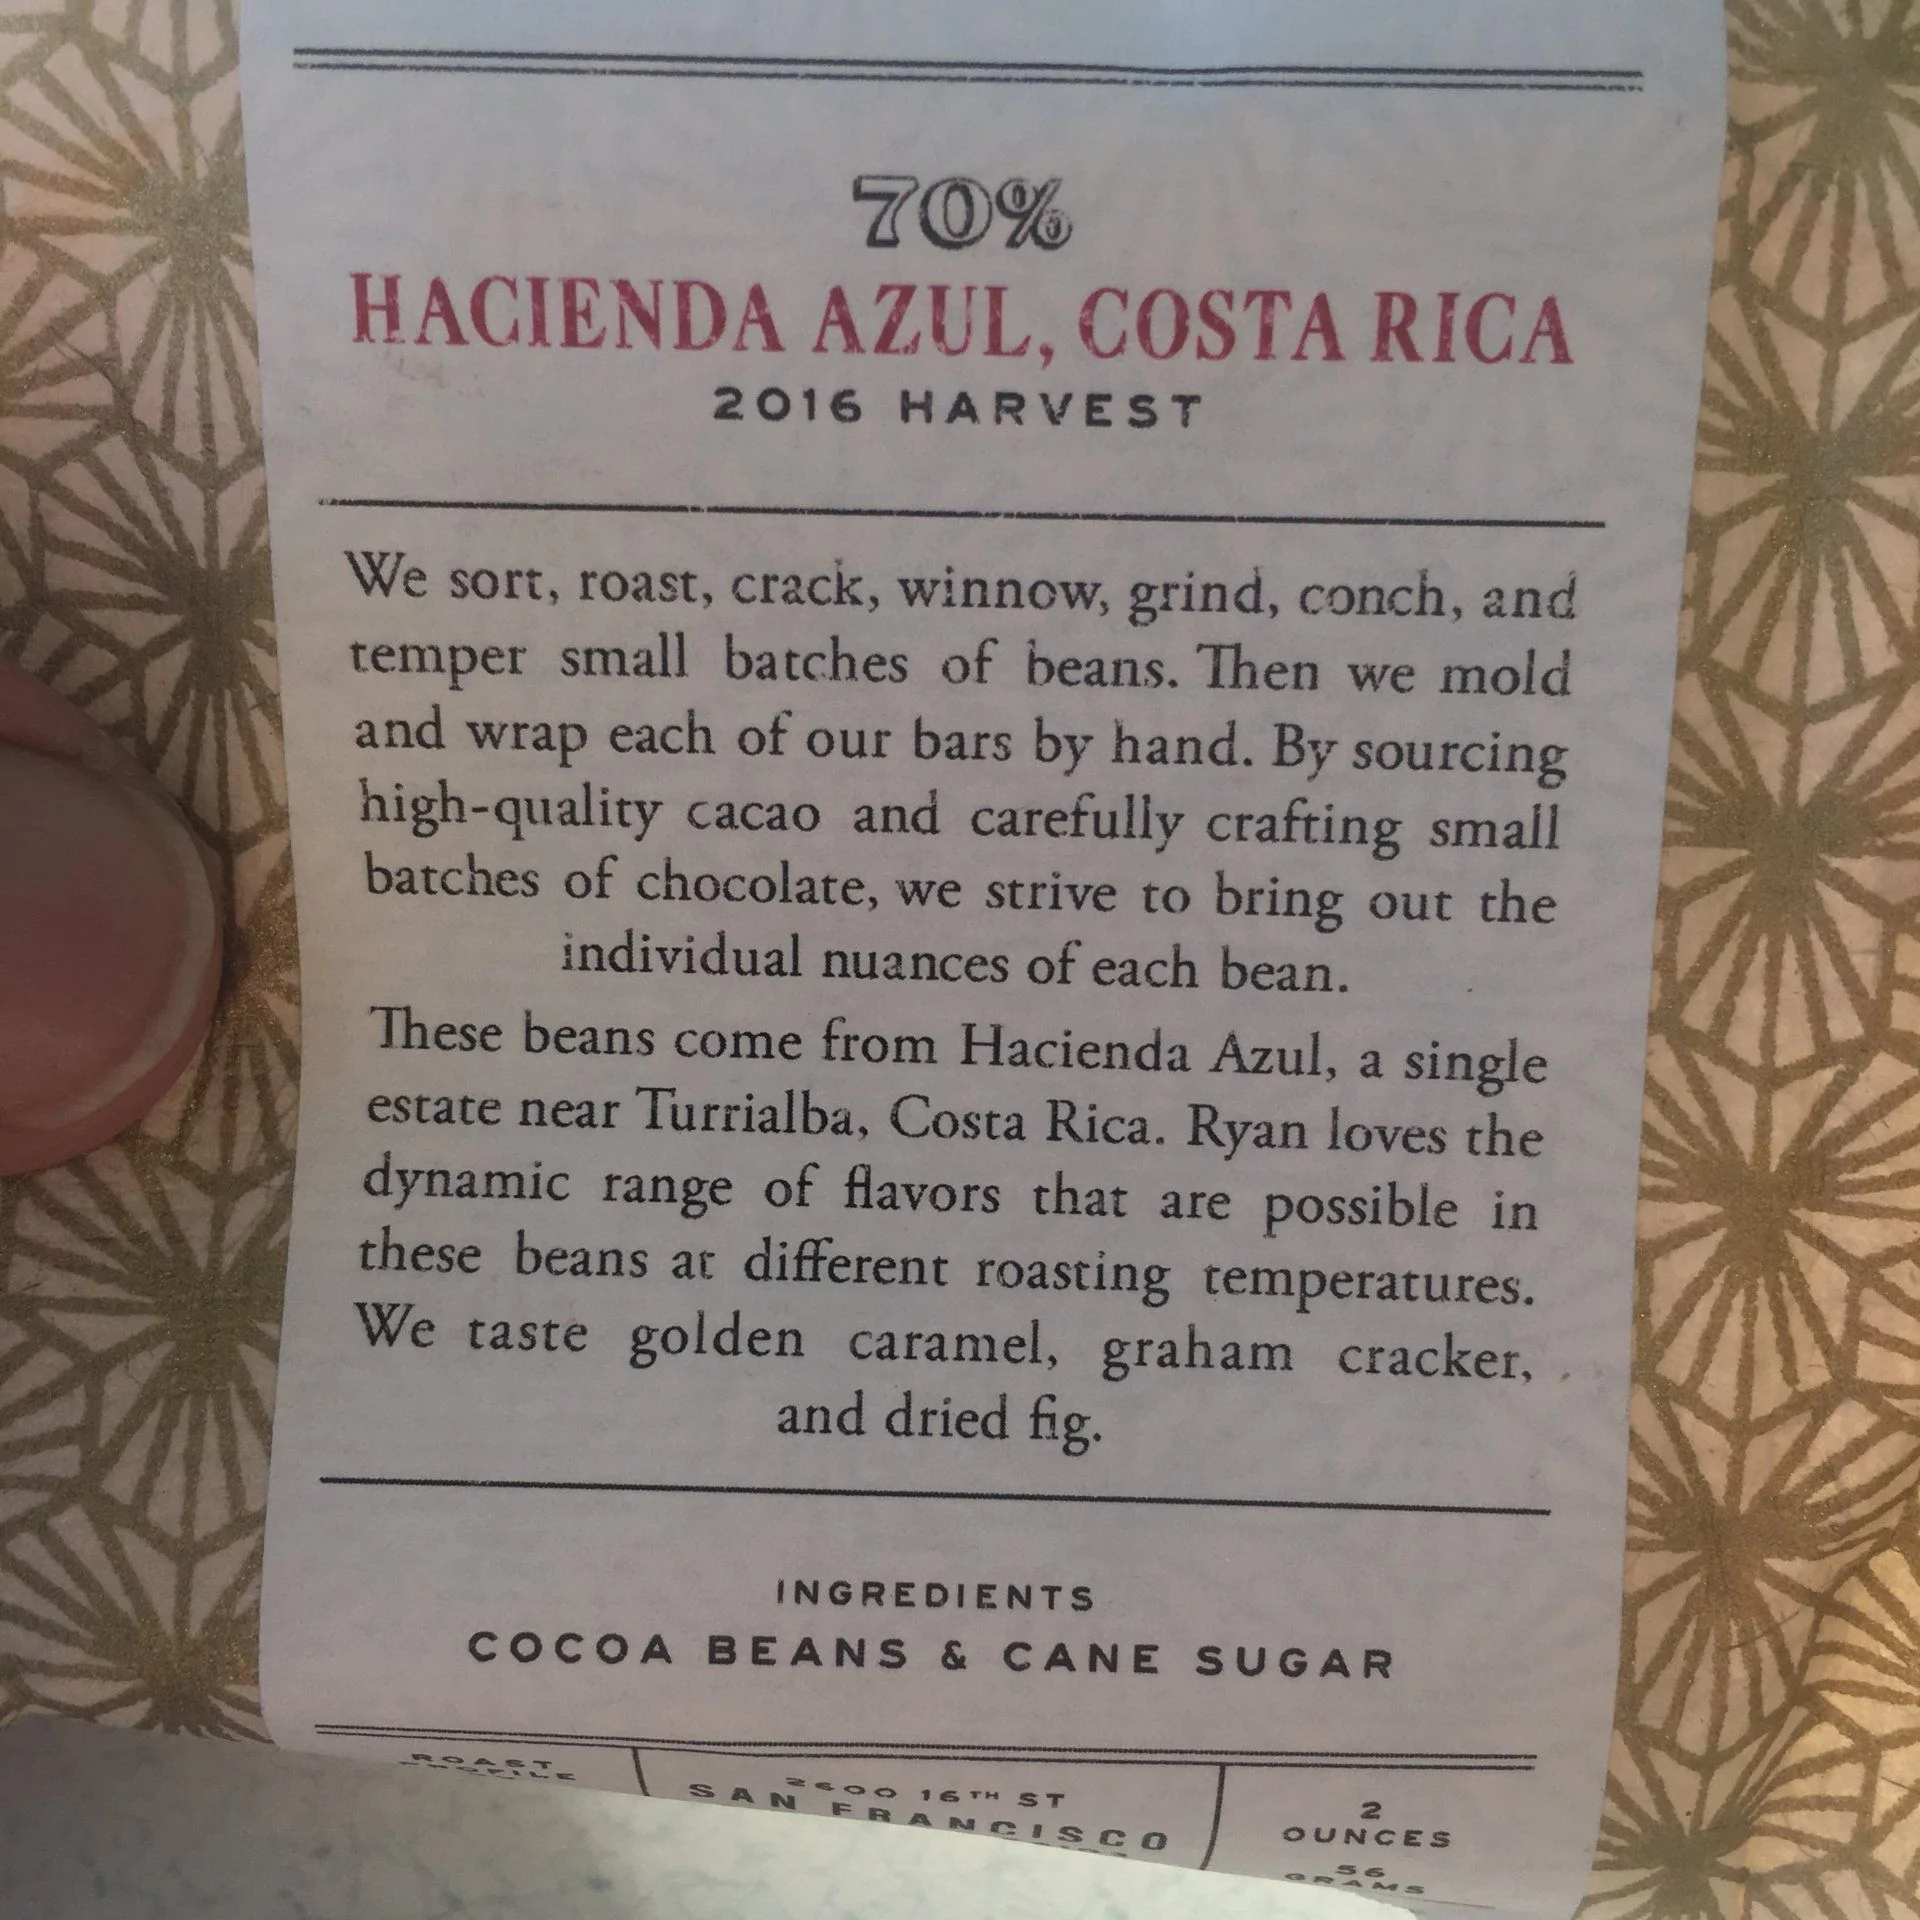 70%
HACIENDA AZUL, COSTA RICA
2016 HARVEST
We sort, roast, crack, winnow, grind, conch, and
temper small batches of beans. Then we mold
and wrap each of our bars by hand. By sourcing
high-quality cacao and carefully crafting small
batches of chocolate, we strive to bring out the
individual nuances of each bean.
These beans come from Hacienda Azul, a single
estate near Turrialba, Costa Rica. Ryan loves the
dynamic range of flavors that are possible in
these beans at different roasting temperatures.
We taste golden caramel, graham cracker,
and dried fig.
INGREDIENTS
COCOA BEANS & CANE SUGAR
ROAST
PROFILE
2600 16TH ST
SAN FRANCISCO
2
OUNCES
56
GRAMS